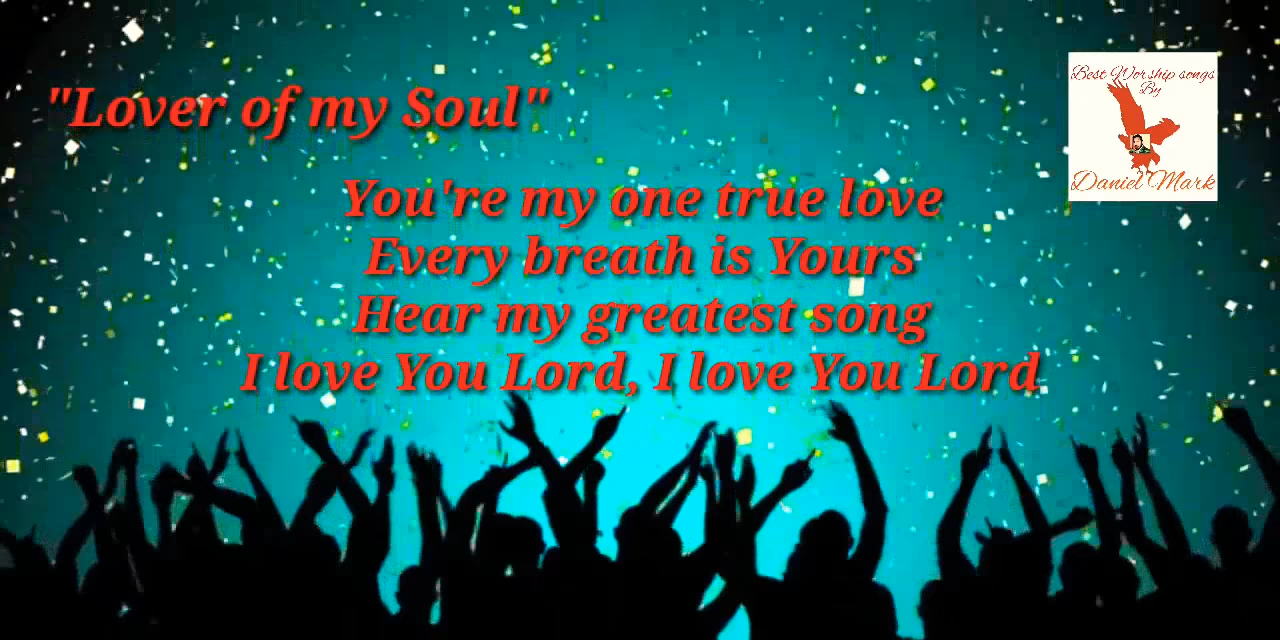 "Lover of my Soul"
Best Worship songs
By
Daniel Mark
You're my one true love
Every breath is Yours
Hear my greatest song
I love You Lord, I love You Lord